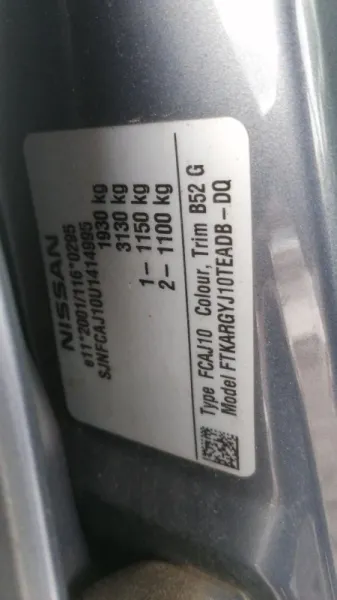 NISSAN
e11*2001/116*0295
SJNFCAJ10U1414995
1930 kg
3130 kg
1– 1150 kg
2– 1100 kg
Type FCAJ10 Colour, Trim B52 G
Model FTKARGYJ10TEADB–DQ